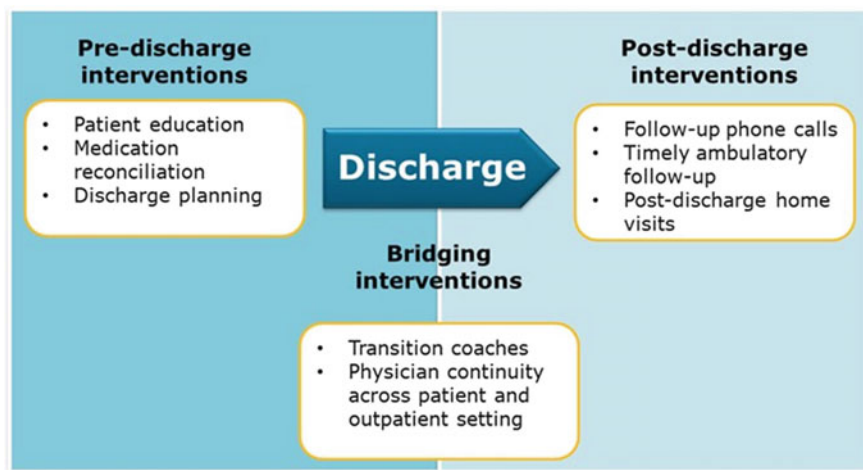 Pre-discharge
interventions
• Patient education
• Medication
reconciliation
• Discharge planning
Discharge
Post-discharge
interventions
• Follow-up phone calls
• Timely ambulatory
follow-up
• Post-discharge home
visits
Bridging
interventions
• Transition coaches
• Physician continuity
across patient and
outpatient setting